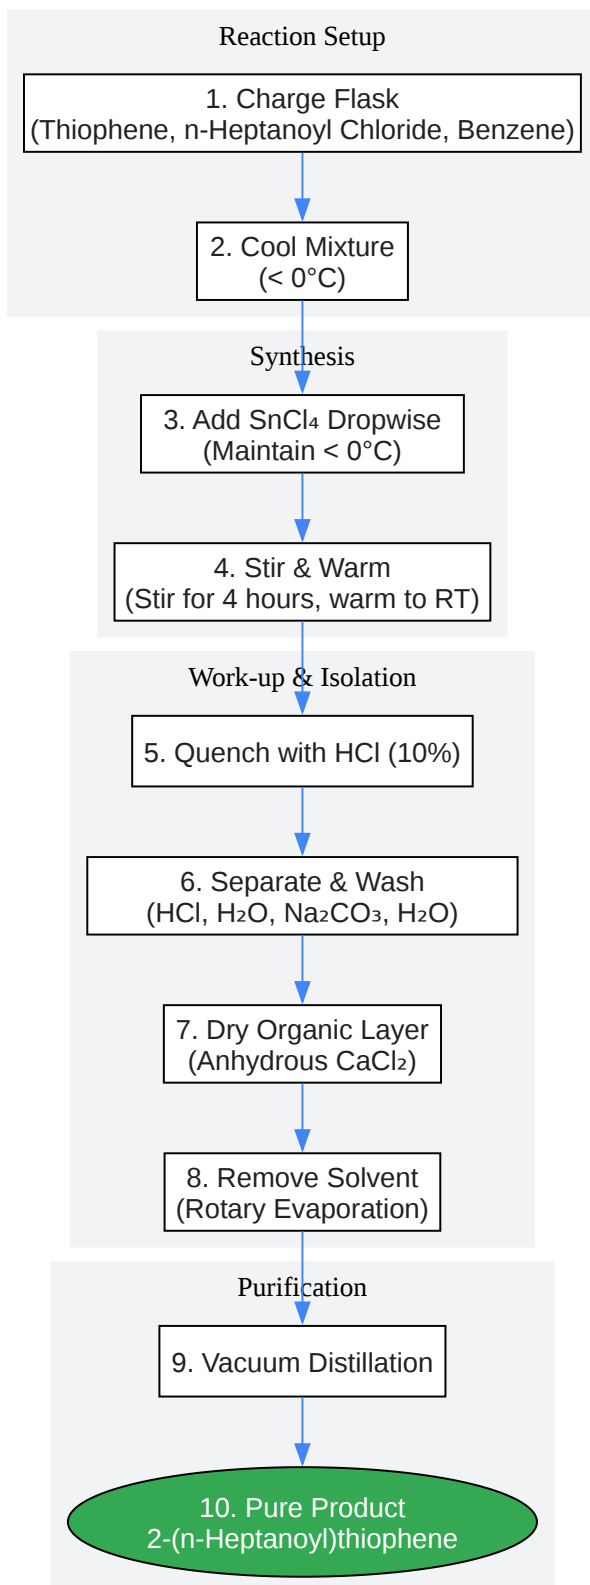 Reaction Setup
1. Charge Flask
(Thiophene, n-Heptanoyl Chloride, Benzene)
2. Cool Mixture
(< 0°C)
Synthesis
3. Add SnCl₄ Dropwise
(Maintain < 0°C)
4. Stir & Warm
(Stir for 4 hours, warm to RT)
Work-up & Isolation
5. Quench with HCl (10%)
6. Separate & Wash
(HCl, H₂O, Na₂CO₃, H₂O)
7. Dry Organic Layer
(Anhydrous CaCl₂)
8. Remove Solvent
(Rotary Evaporation)
Purification
9. Vacuum Distillation
10. Pure Product
2-(n-Heptanoyl)thiophene